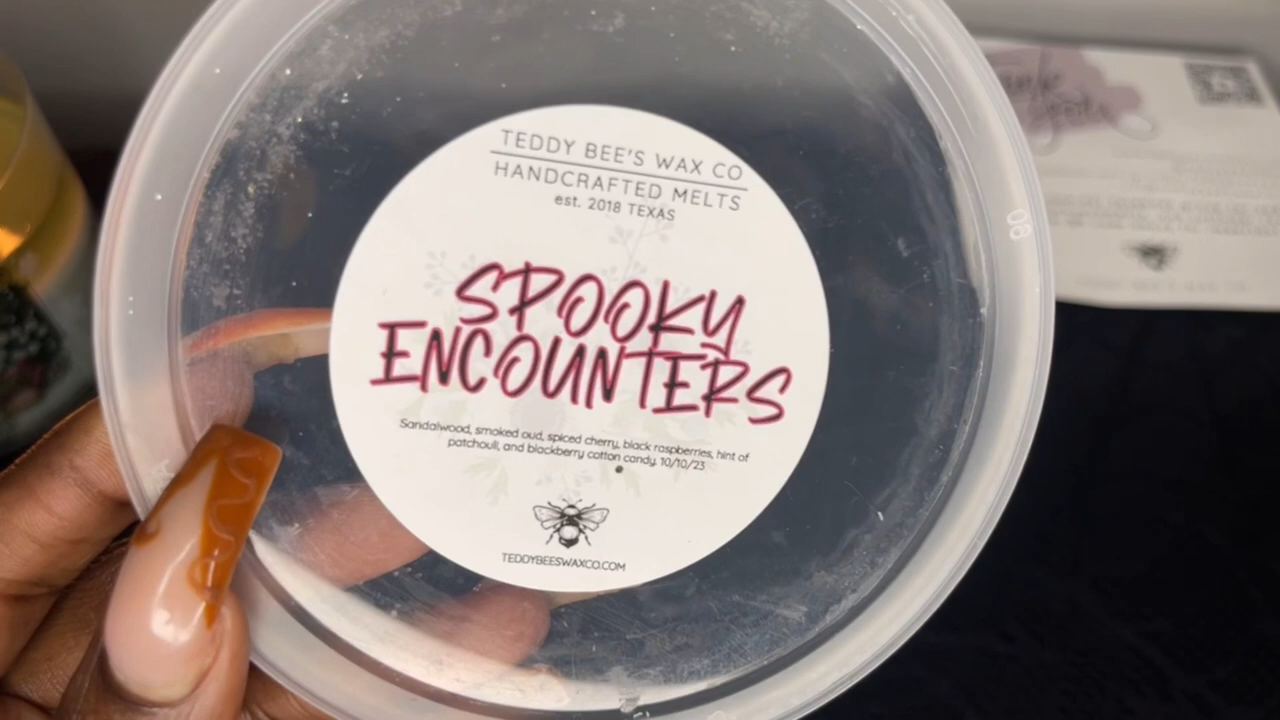 TEDDY BEE'S WAX CO
HANDCRAFTED MELTS
est. 2018 TEXAS
SPOOKY
ENCOUNTERS
Sandalwood, smoked oud, spiced cherry, black raspberries, hint of
patchouli, and blackberry cotton candy. 10/10/23
TEDDYBEESWAXCO.COM
08